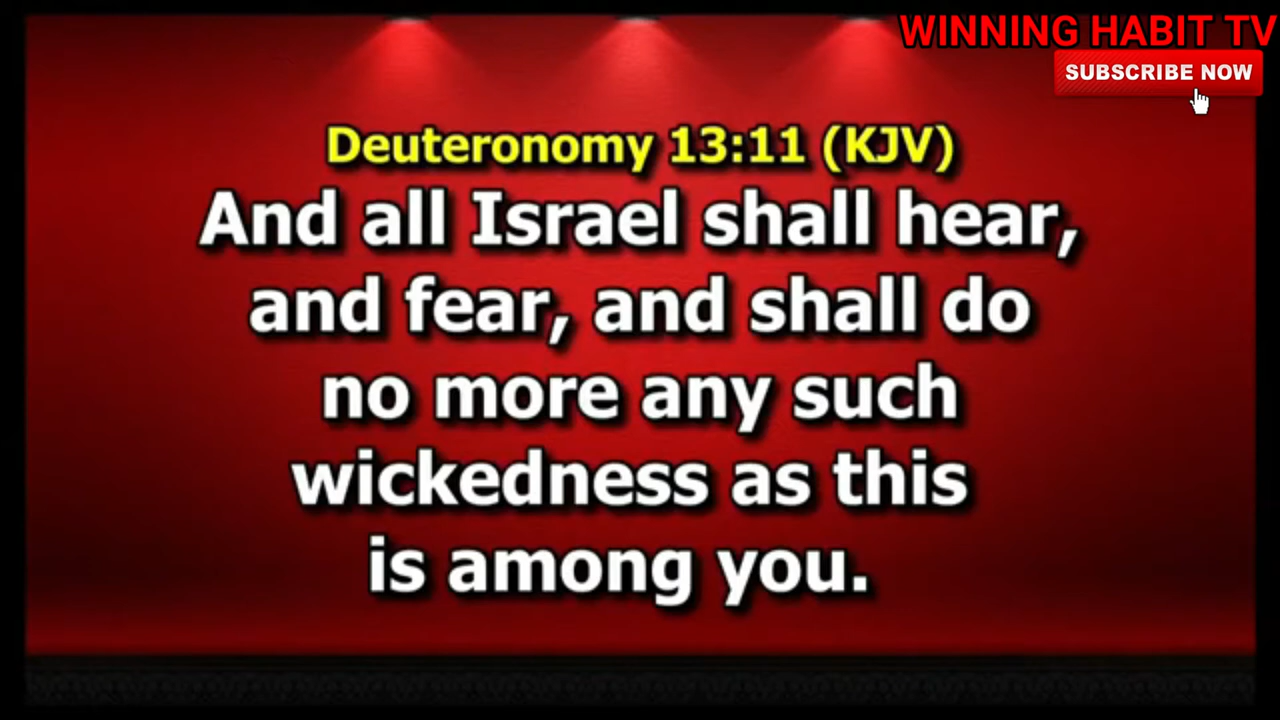 WINNING HABIT TV
SUBSCRIBE NOW
Deuteronomy 13:11 (KJV)
And all Israel shall hear,
and fear, and shall do
no more any such
wickedness as this
is among you.